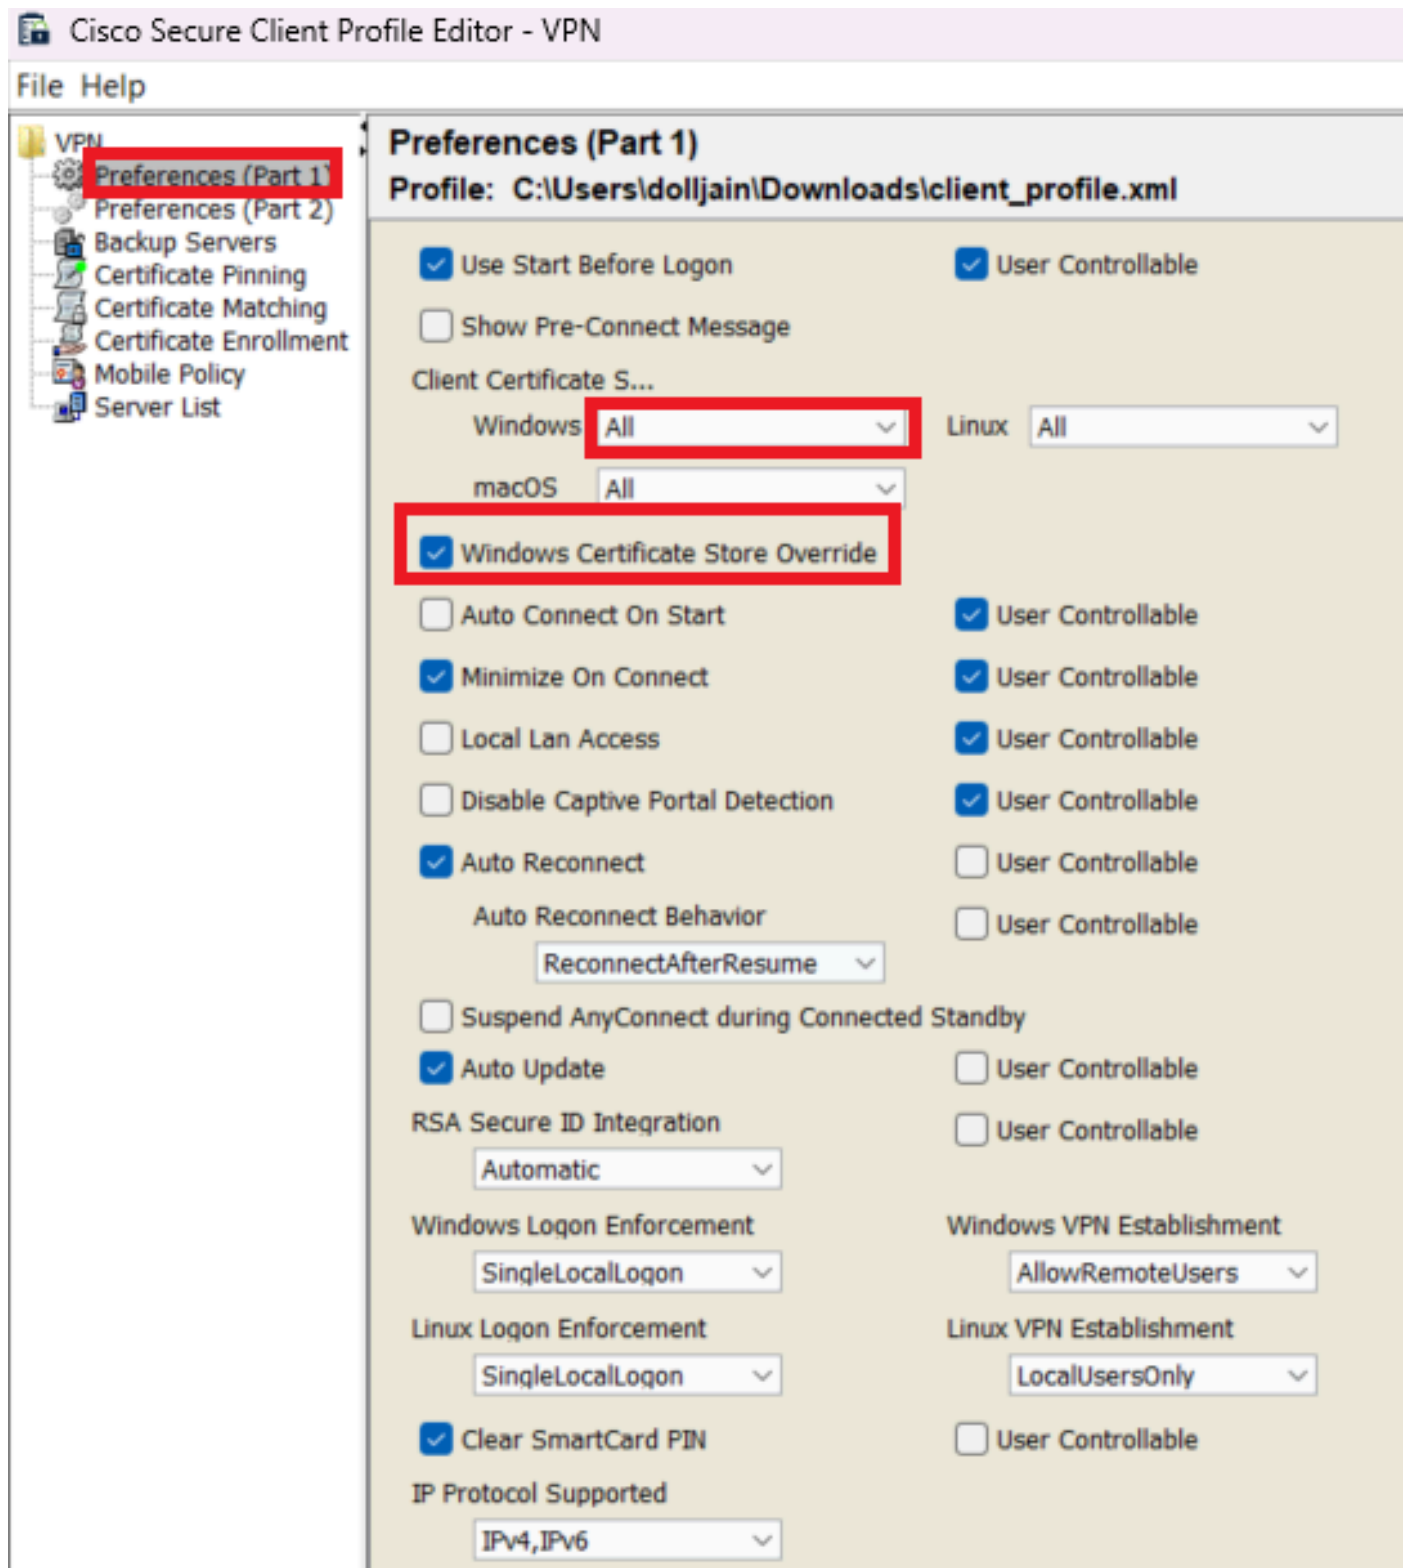 Cisco Secure Client Profile Editor - VPN
File Help
VPN
Preferences (Part 1)
Preferences (Part 2)
Backup Servers
Certificate Pinning
Certificate Matching
Certificate Enrollment
Mobile Policy
Server List
Preferences (Part 1)
Profile: C:\Users\dolljain\Downloads\client_profile.xml
Use Start Before Logon User Controllable
Show Pre-Connect Message
Client Certificate S...
Windows All Linux All
macOS All
Windows Certificate Store Override
Auto Connect On Start User Controllable
Minimize On Connect User Controllable
Local Lan Access User Controllable
Disable Captive Portal Detection User Controllable
Auto Reconnect User Controllable
Auto Reconnect Behavior User Controllable
ReconnectAfterResume
Suspend AnyConnect during Connected Standby
Auto Update User Controllable
RSA Secure ID Integration User Controllable
Automatic
Windows Logon Enforcement Windows VPN Establishment
SingleLocalLogon AllowRemoteUsers
Linux Logon Enforcement Linux VPN Establishment
SingleLocalLogon LocalUsersOnly
Clear SmartCard PIN User Controllable
IP Protocol Supported
IPv4,IPv6